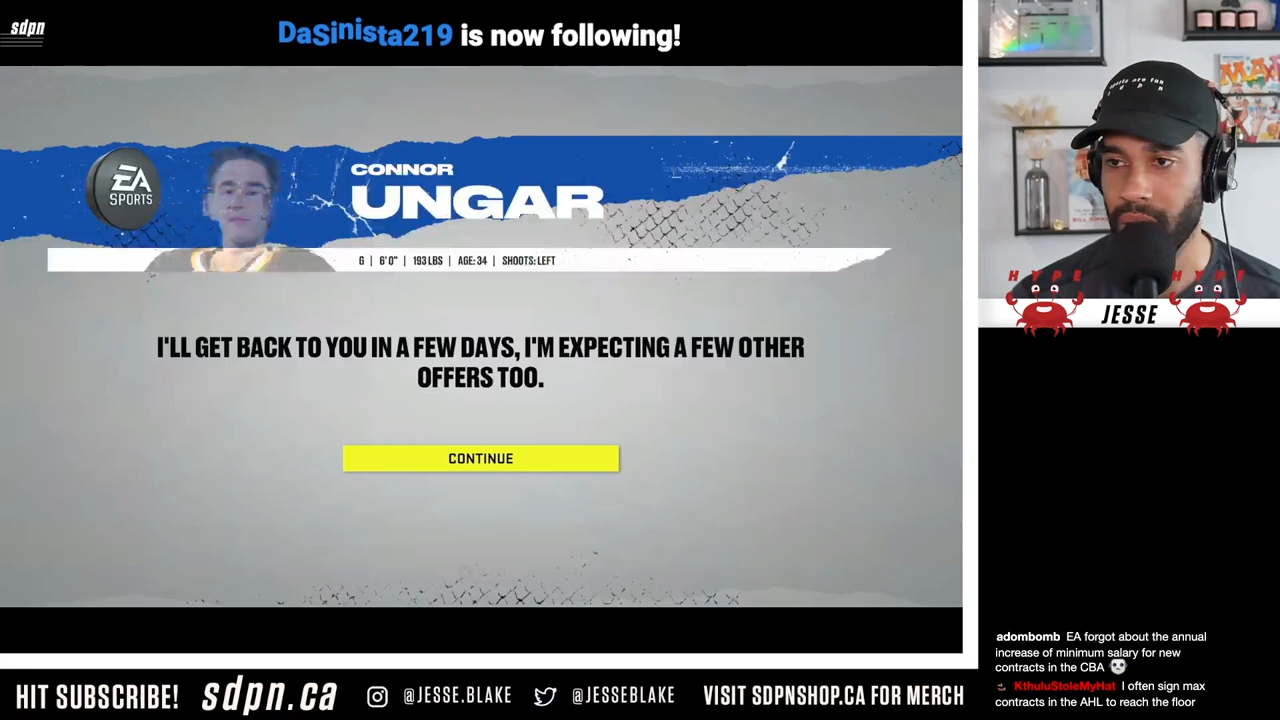 sdpn
DaSinista219 is now following!
EA
SPORTS
CONNOR
UNGAR
G | 6' 0" | 193 LBS | AGE: 34 | SHOOTS: LEFT
I'LL GET BACK TO YOU IN A FEW DAYS, I'M EXPECTING A FEW OTHER
OFFERS TOO.
CONTINUE
HYPE
HYPE
JESSE
adombomb EA forgot about the annual
increase of minimum salary for new
contracts in the CBA
KthuluStoleMyHat I often sign max
contracts in the AHL to reach the floor
HIT SUBSCRIBE!
sdpn.ca
@JESSE.BLAKE
@JESSEBLAKE
VISIT SDPNSHOP.CA FOR MERCH